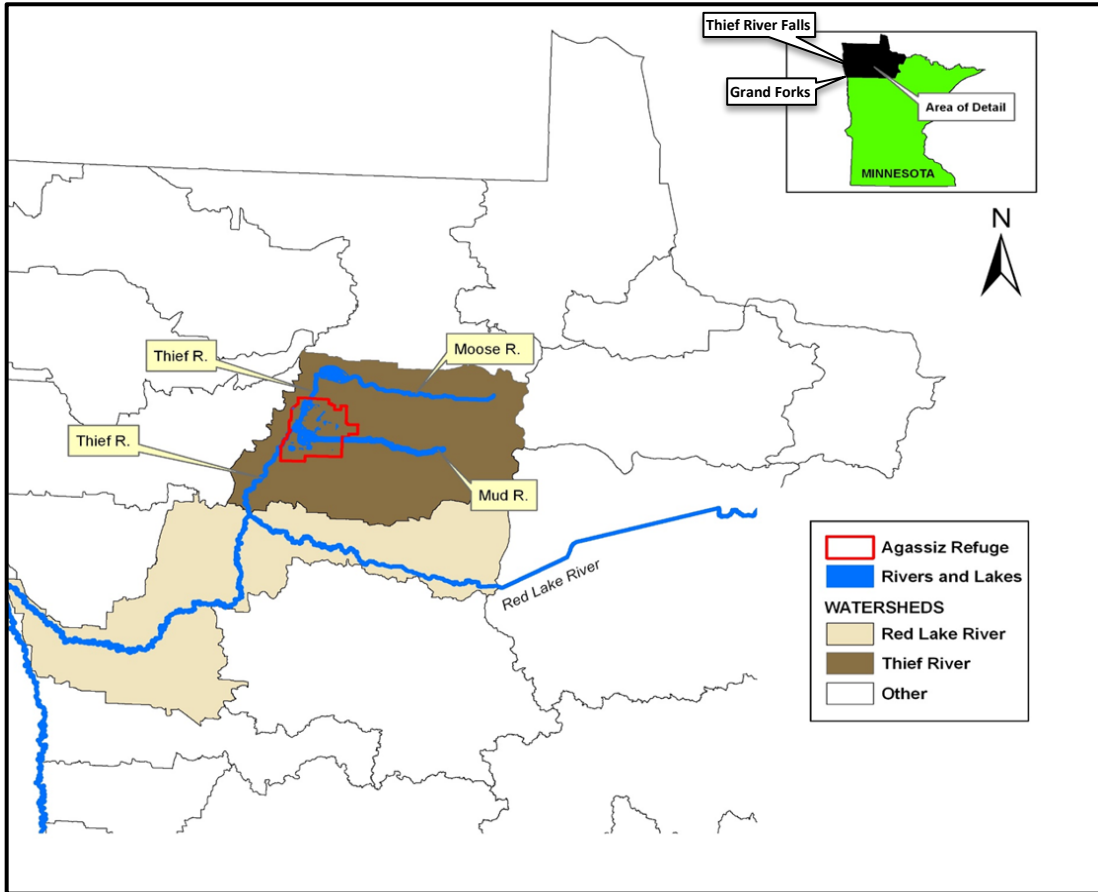 Thief River Falls
Grand Forks
Area of Detail
MINNESOTA
N
Thief R.
Moose R.
Thief R.
Mud R.
Red Lake River
Agassiz Refuge
Rivers and Lakes
WATERSHEDS
Red Lake River
Thief River
Other